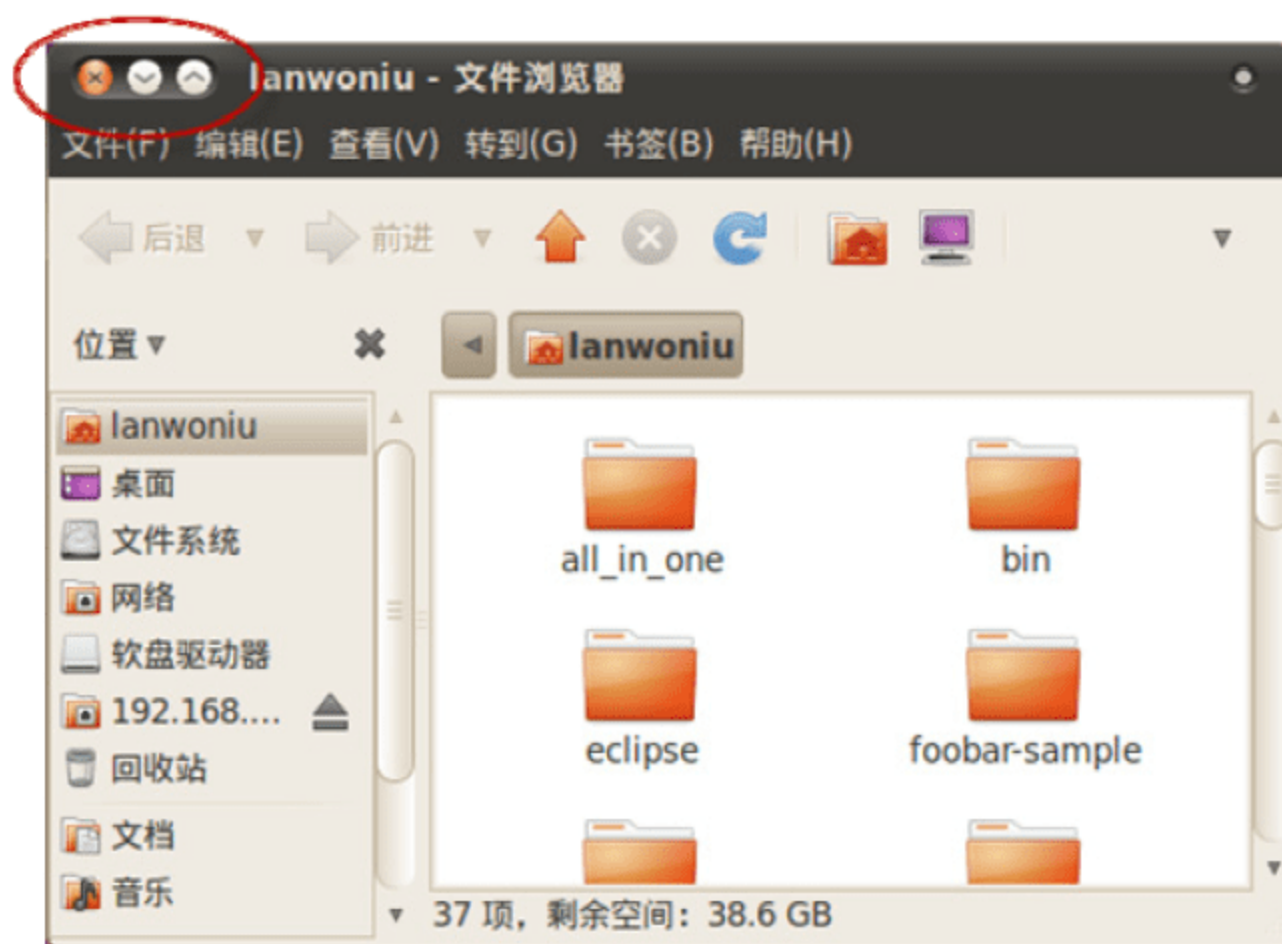 lanwoniu - 文件浏览器
文件(F) 编辑(E) 查看(V) 转到(G) 书签(B) 帮助(H)
后退 前进
位置
lanwoniu
lanwoniu
桌面
文件系统
网络
软盘驱动器
192.168....
回收站
文档
音乐
all_in_one
bin
eclipse
foobar-sample
37 项，剩余空间：38.6 GB